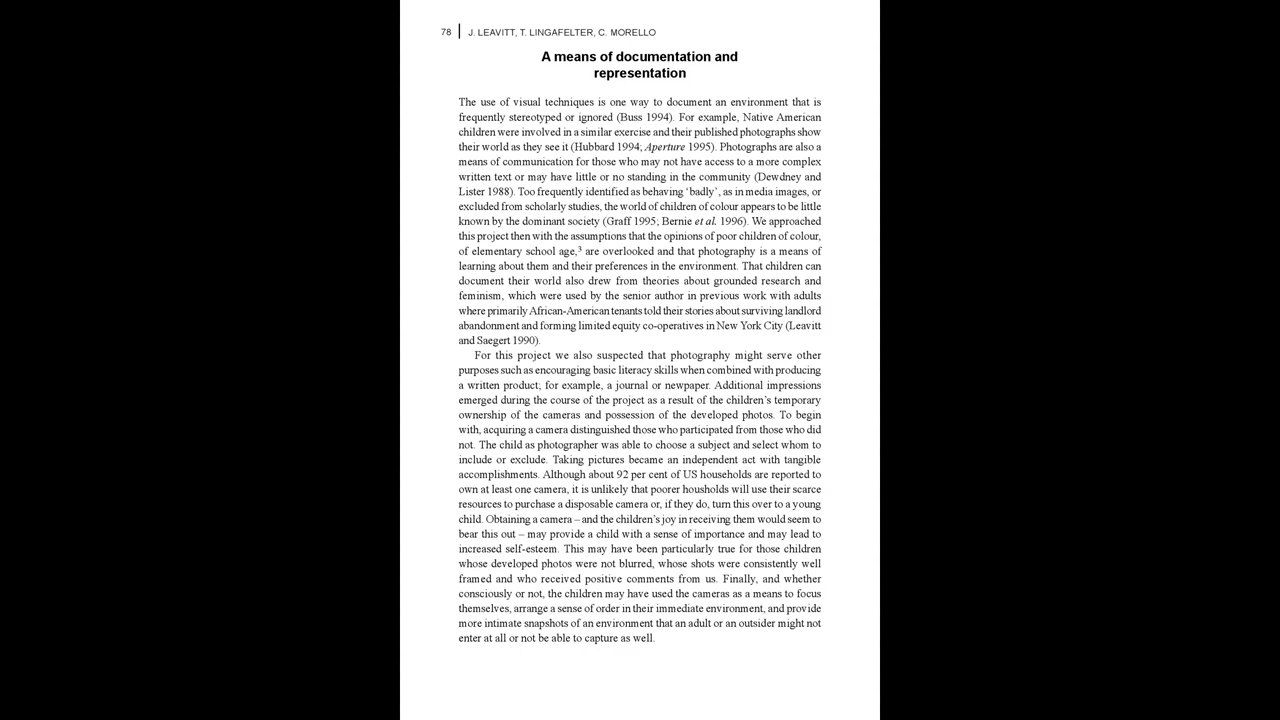 78 J. LEAVITT, T. LINGAFELTER, C. MORELLO
A means of documentation and
representation
The use of visual techniques is one way to document an environment that is
frequently stereotyped or ignored (Buss 1994). For example, Native American
children were involved in a similar exercise and their published photographs show
their world as they see it (Hubbard 1994; Aperture 1995). Photographs are also a
means of communication for those who may not have access to a more complex
written text or may have little or no standing in the community (Dewdney and
Lister 1988). Too frequently identified as behaving ‘badly’, as in media images, or
excluded from scholarly studies, the world of children of colour appears to be little
known by the dominant society (Graff 1995; Bernie et al. 1996). We approached
this project then with the assumptions that the opinions of poor children of colour,
of elementary school age,³ are overlooked and that photography is a means of
learning about them and their preferences in the environment. That children can
document their world also drew from theories about grounded research and
feminism, which were used by the senior author in previous work with adults
where primarily African-American tenants told their stories about surviving landlord
abandonment and forming limited equity co-operatives in New York City (Leavitt
and Saegert 1990).
For this project we also suspected that photography might serve other
purposes such as encouraging basic literacy skills when combined with producing
a written product; for example, a journal or newpaper. Additional impressions
emerged during the course of the project as a result of the children’s temporary
ownership of the cameras and possession of the developed photos. To begin
with, acquiring a camera distinguished those who participated from those who did
not. The child as photographer was able to choose a subject and select whom to
include or exclude. Taking pictures became an independent act with tangible
accomplishments. Although about 92 per cent of US households are reported to
own at least one camera, it is unlikely that poorer housholds will use their scarce
resources to purchase a disposable camera or, if they do, turn this over to a young
child. Obtaining a camera – and the children’s joy in receiving them would seem to
bear this out – may provide a child with a sense of importance and may lead to
increased self-esteem. This may have been particularly true for those children
whose developed photos were not blurred, whose shots were consistently well
framed and who received positive comments from us. Finally, and whether
consciously or not, the children may have used the cameras as a means to focus
themselves, arrange a sense of order in their immediate environment, and provide
more intimate snapshots of an environment that an adult or an outsider might not
enter at all or not be able to capture as well.